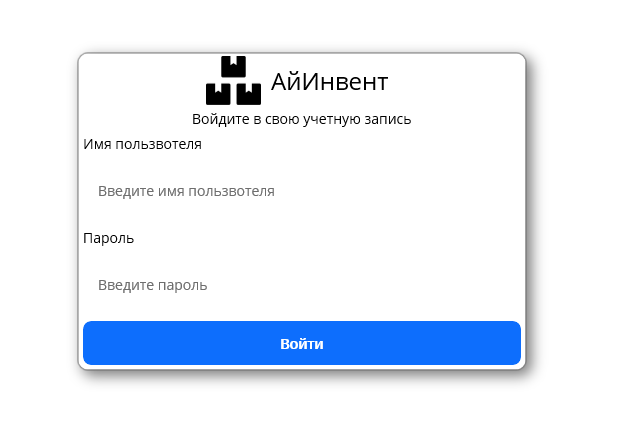 АйИнвент
Войдите в свою учетную запись
Имя пользвотеля
Введите имя пользвотеля
Пароль
Введите пароль
Войти